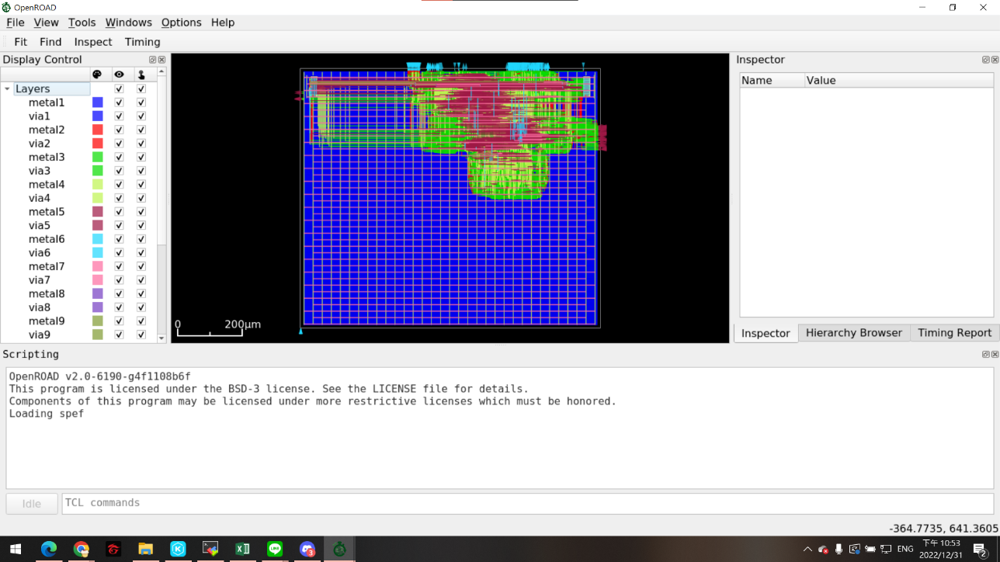 OpenROAD
File View Tools Windows Options Help
Fit Find Inspect Timing
Display Control
Layers
metal1
via1
metal2
via2
metal3
via3
metal4
via4
metal5
via5
metal6
via6
metal7
via7
metal8
via8
metal9
via9
0 200μm
Inspector
Name Value
Inspector Hierarchy Browser Timing Report
Scripting
OpenROAD v2.0-6190-g4f1108b6f
This program is licensed under the BSD-3 license. See the LICENSE file for details.
Components of this program may be licensed under more restrictive licenses which must be honored.
Loading spef
Idle TCL commands
-364.7735, 641.3605
ENG
下午 10:53
2022/12/31
3
2